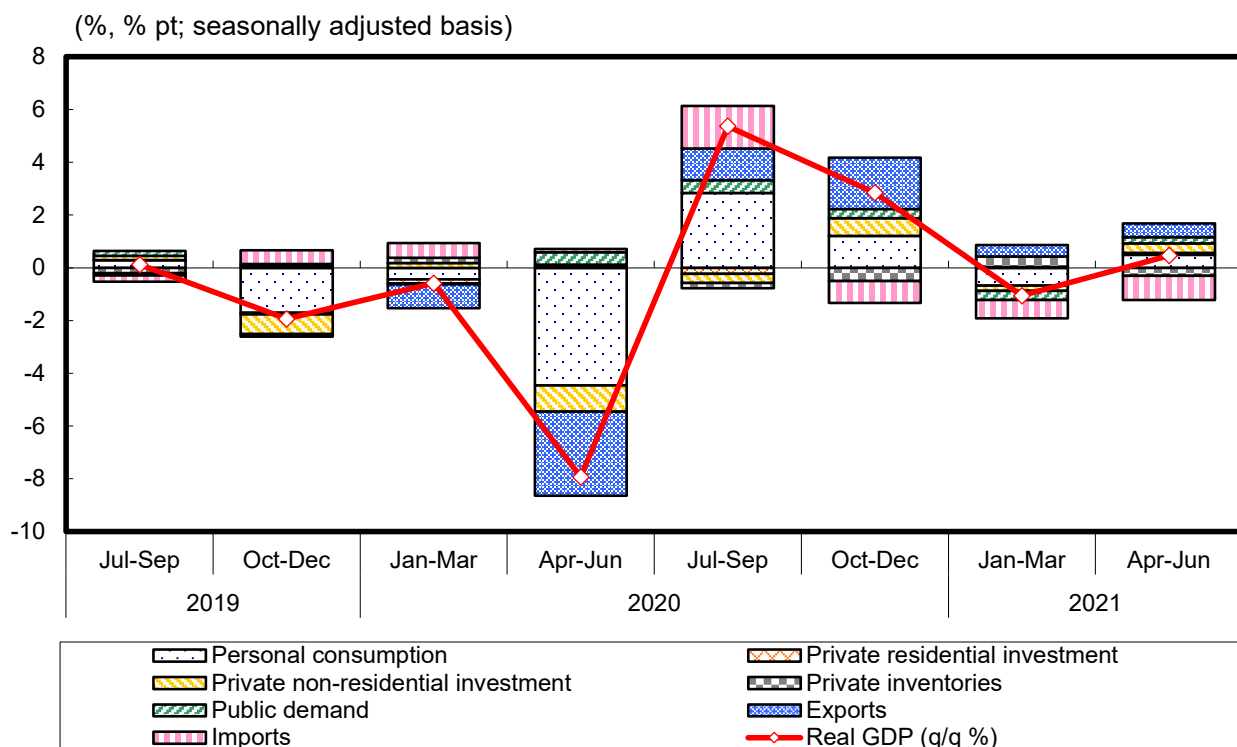 (%, % pt; seasonally adjusted basis)
8
6
4
2
0
-2
-4
-6
-8
-10
Jul-Sep Oct-Dec Jan-Mar Apr-Jun Jul-Sep Oct-Dec Jan-Mar Apr-Jun
2019 2020 2021
Personal consumption Private residential investment
Private non-residential investment Private inventories
Public demand Exports
Imports Real GDP (q/q %)